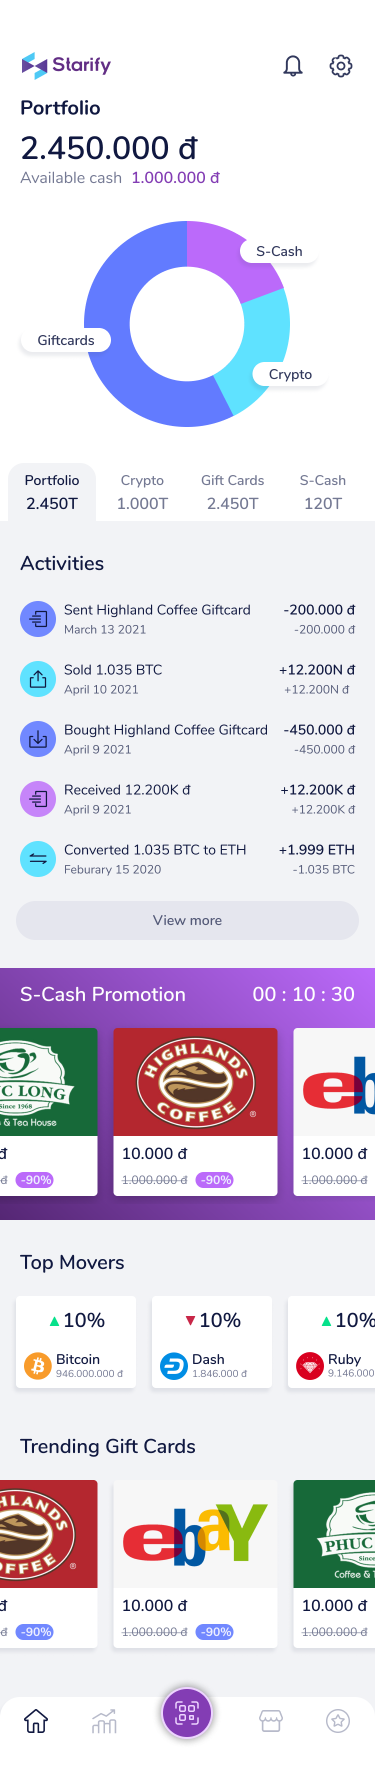 Starify
Portfolio
2.450.000 đ
Available cash 1.000.000 đ
S-Cash
Giftcards
Crypto
Portfolio Crypto Gift Cards S-Cash
2.450T 1.000T 2.450T 120T
Activities
Sent Highland Coffee Giftcard -200.000 đ
March 13 2021 -200.000 đ
Sold 1.035 BTC +12.200N đ
April 10 2021 +12.200N đ
Bought Highland Coffee Giftcard -450.000 đ
April 9 2021 -450.000 đ
Received 12.200K đ +12.200K đ
April 9 2021 +12.200K đ
Converted 1.035 BTC to ETH +1.999 ETH
Feburary 15 2020 -1.035 BTC
View more
S-Cash Promotion 00 : 10 : 30
UC LONG
Since 1968
& Tea House
HIGHLANDS
COFFEE
®
eb
đ 10.000 đ 10.000 đ
đ -90% 1.000.000 đ -90% 1.000.000 đ
Top Movers
10% 10% 10%
Bitcoin Dash Ruby
946.000.000 đ 1.846.000 đ 9.146.000
Trending Gift Cards
HLANDS
OFFEE
®
ebaY
PHUC
Since
Coffee & T
đ 10.000 đ 10.000 đ
đ -90% 1.000.000 đ -90% 1.000.000 đ